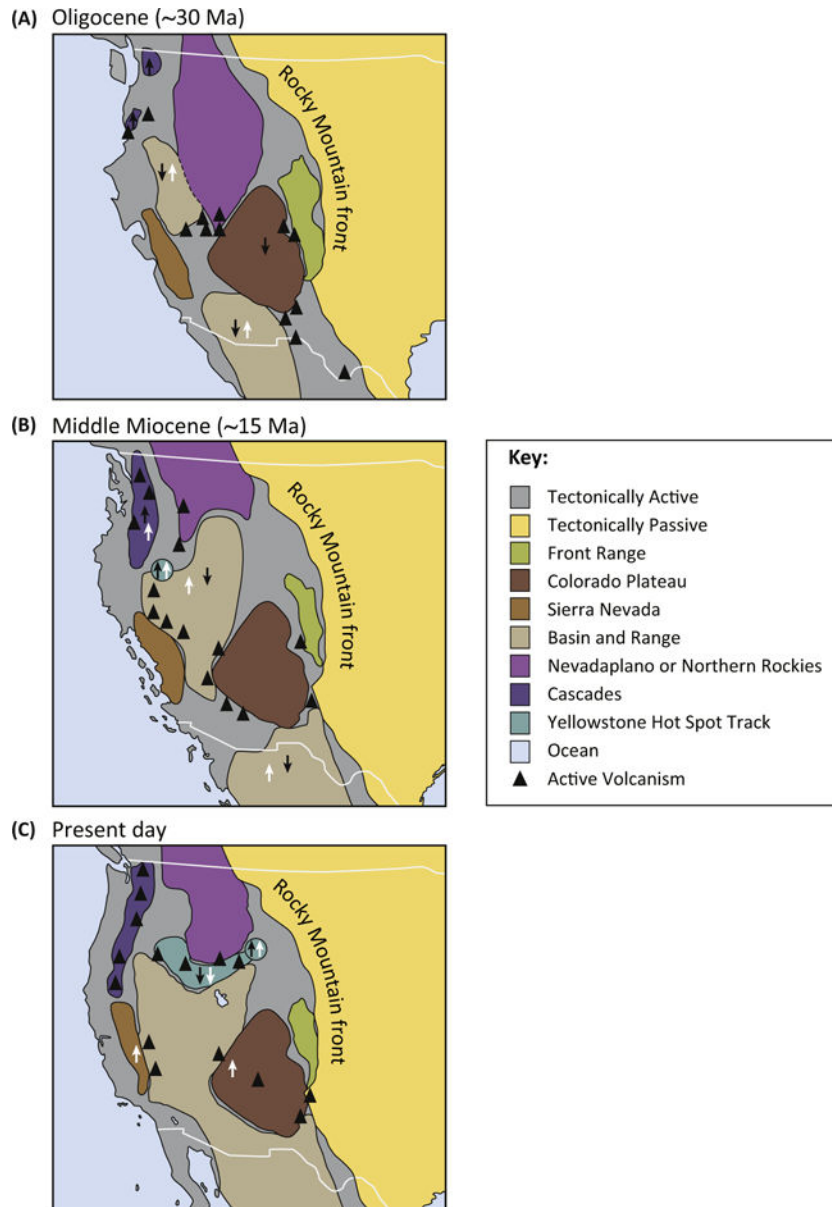 (A) Oligocene (~30 Ma)
Rocky Mountain front
(B) Middle Miocene (~15 Ma)
Rocky Mountain front
Key:
Tectonically Active
Tectonically Passive
Front Range
Colorado Plateau
Sierra Nevada
Basin and Range
Nevadaplano or Northern Rockies
Cascades
Yellowstone Hot Spot Track
Ocean
Active Volcanism
(C) Present day
Rocky Mountain front